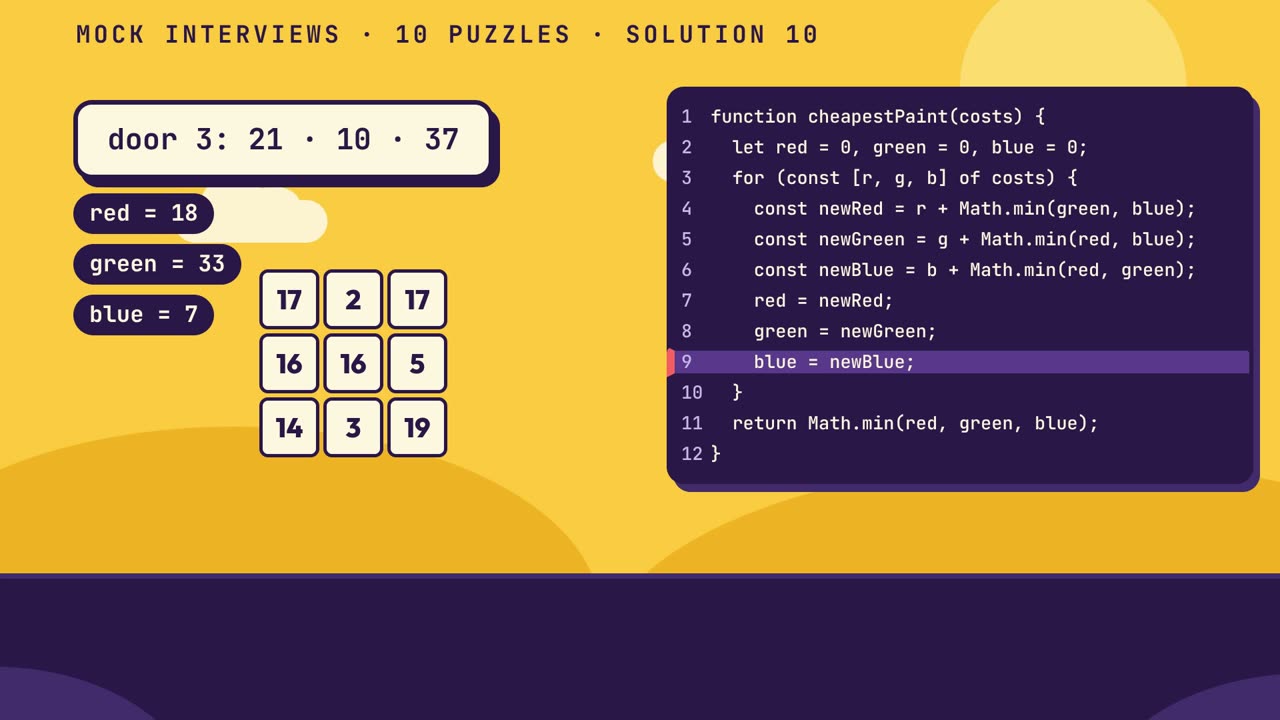 MOCK INTERVIEWS · 10 PUZZLES · SOLUTION 10
door 3: 21 · 10 · 37
red = 18
green = 33
blue = 7
17 2 17
16 16 5
14 3 19
1 function cheapestPaint(costs) {
2   let red = 0, green = 0, blue = 0;
3   for (const [r, g, b] of costs) {
4     const newRed = r + Math.min(green, blue);
5     const newGreen = g + Math.min(red, blue);
6     const newBlue = b + Math.min(red, green);
7     red = newRed;
8     green = newGreen;
9     blue = newBlue;
10   }
11   return Math.min(red, green, blue);
12 }